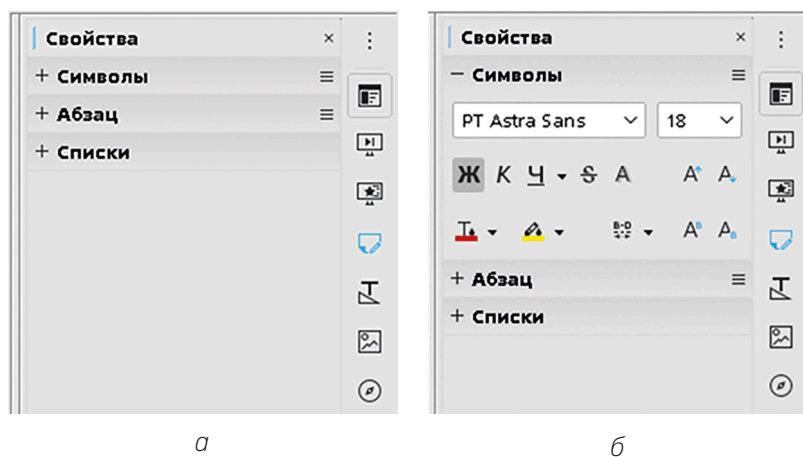 Свойства
+ Символы
+ Абзац
+ Списки
а
Свойства
− Символы
PT Astra Sans 18
Ж К Ч S A A A
A A
+ Абзац
+ Списки
б